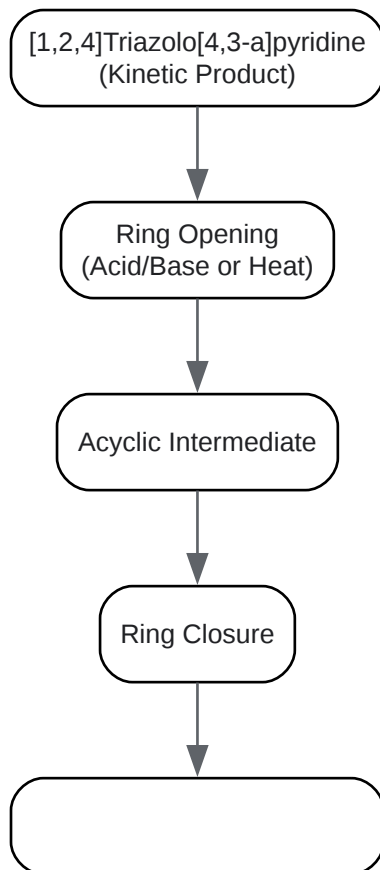 [1,2,4]Triazolo[4,3-a]pyridine
(Kinetic Product)
Ring Opening
(Acid/Base or Heat)
Acyclic Intermediate
Ring Closure